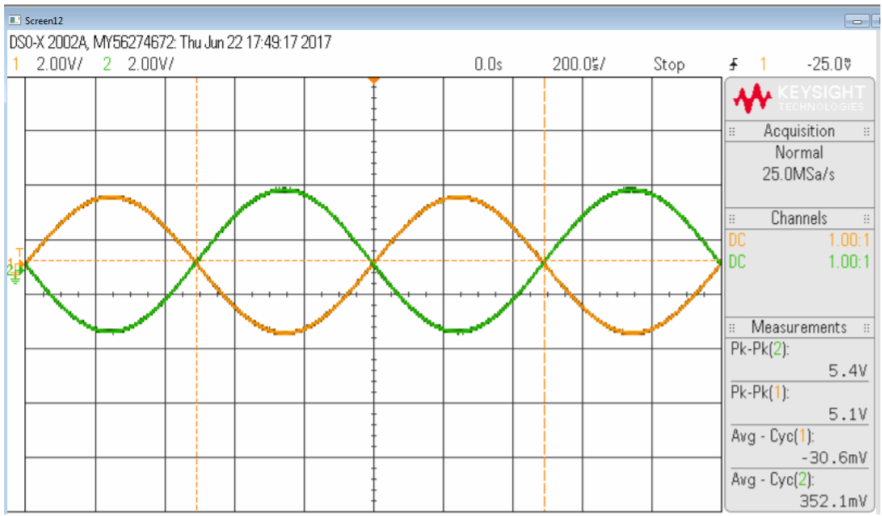 Screen12
DSO-X 2002A, MY56274672: Thu Jun 22 17:49:17 2017
1 2.00V/ 2 2.00V/ 0.0s 200.0⅟/ Stop 1 -25.0V
KEYSIGHT
TECHNOLOGIES
Acquisition
Normal
25.0MSa/s
Channels
DC 1.00:1
DC 1.00:1
Measurements
Pk-Pk(2):
5.4V
Pk-Pk(1):
5.1V
Avg - Cyc(1):
-30.6mV
Avg - Cyc(2):
352.1mV